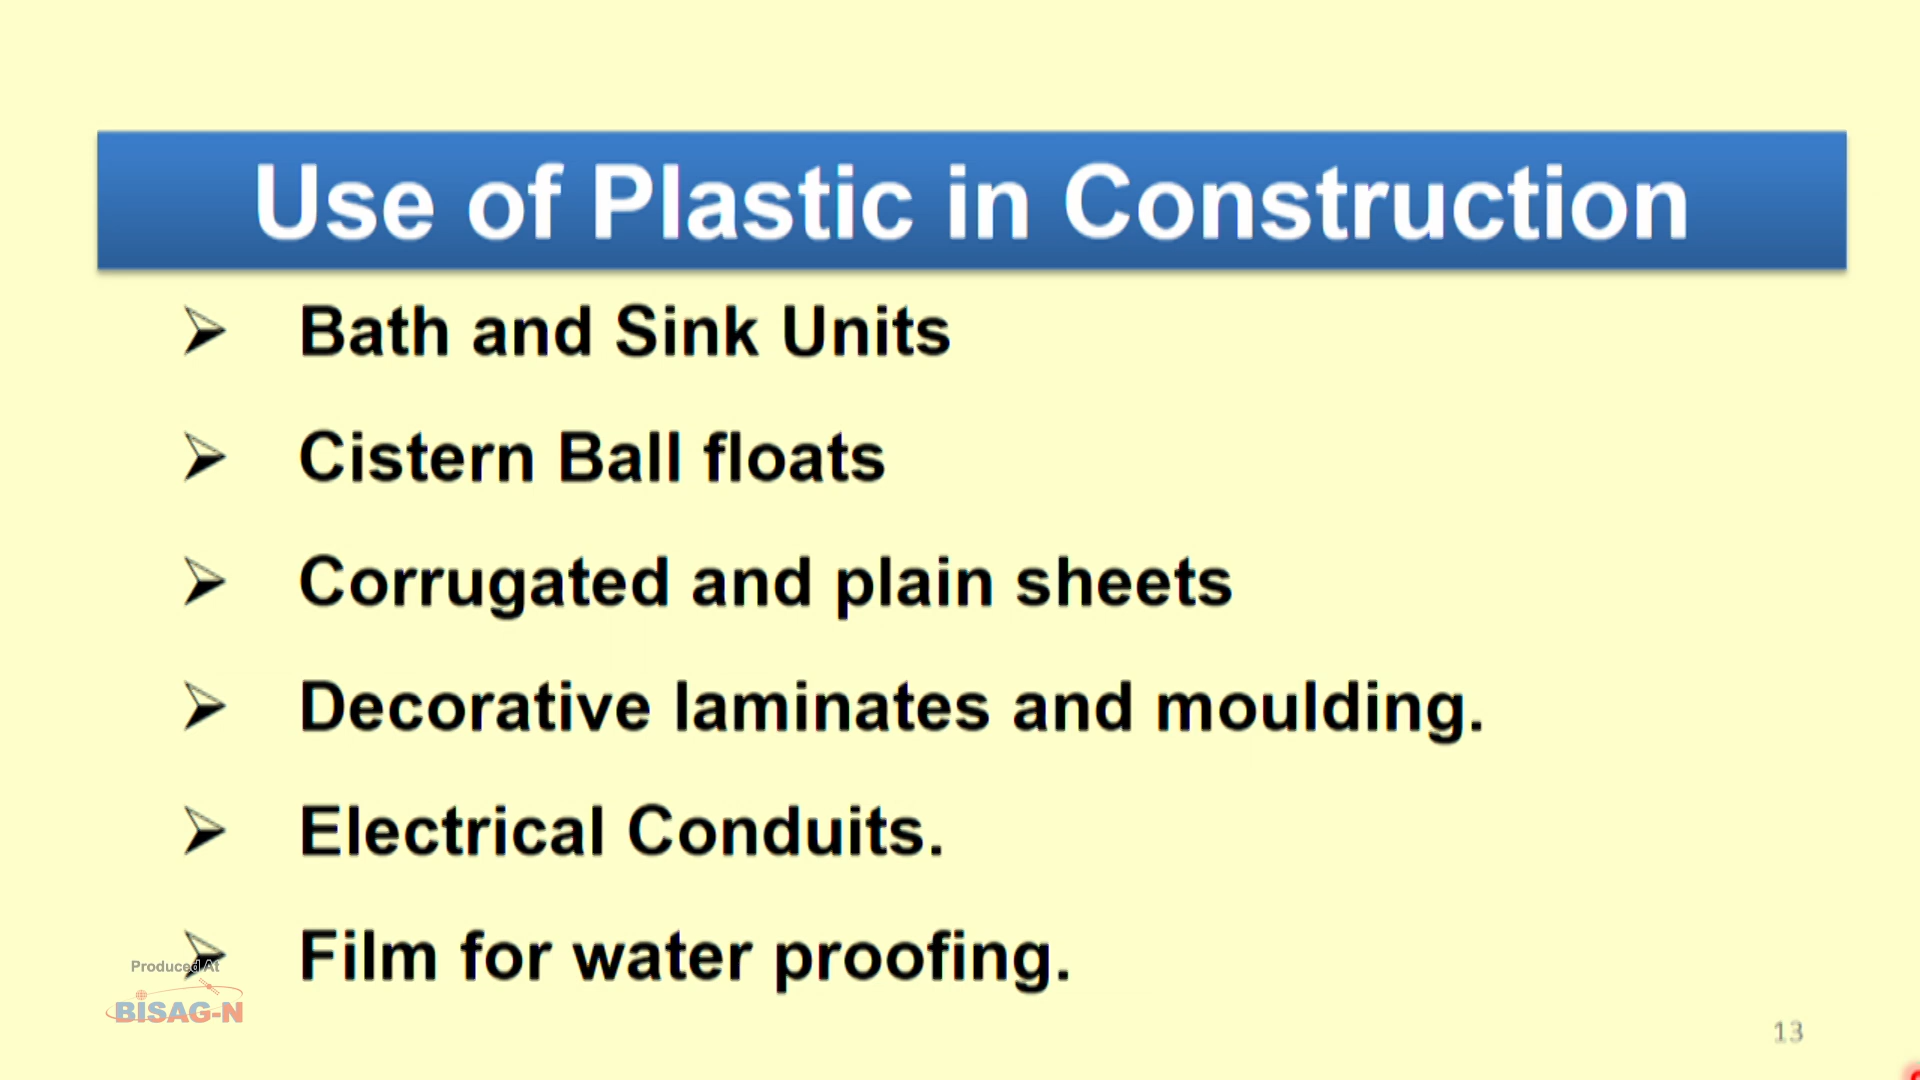 Use of Plastic in Construction
➢ Bath and Sink Units
➢ Cistern Ball floats
➢ Corrugated and plain sheets
➢ Decorative laminates and moulding.
➢ Electrical Conduits.
➢ Film for water proofing.
Produced At
BISAG-N
13